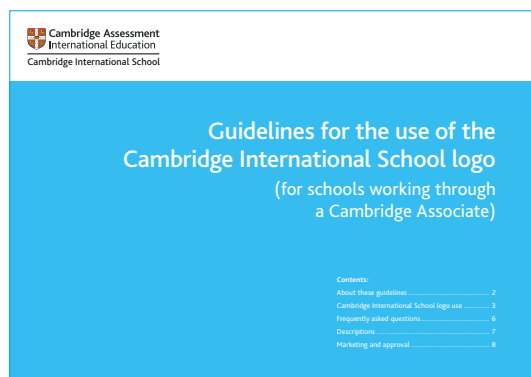 Cambridge Assessment
International Education
Cambridge International School
Guidelines for the use of the
Cambridge International School logo
(for schools working through
a Cambridge Associate)
Contents:
About these guidelines ........................................ 2
Cambridge International School logo use ............ 3
Frequently asked questions ................................. 6
Descriptions ....................................................... 7
Marketing and approval ...................................... 8